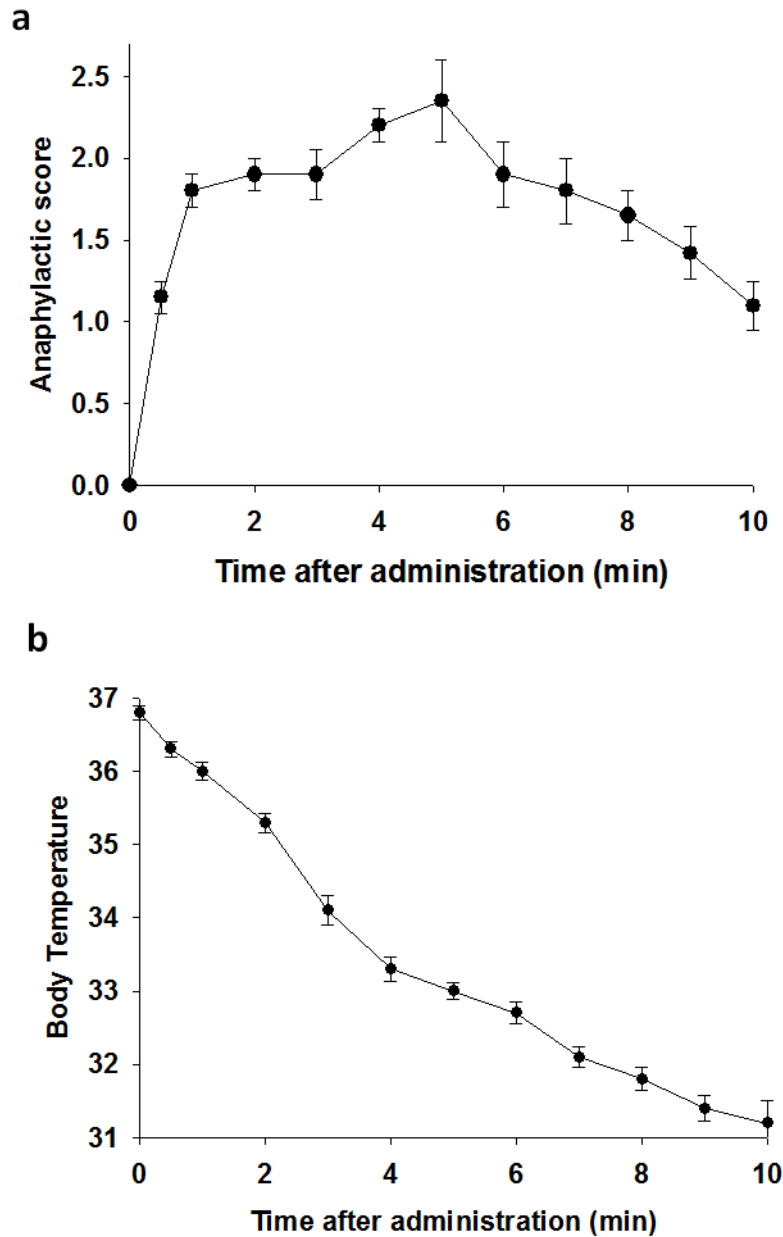 a
Anaphylactic score
2.5
2.0
1.5
1.0
0.5
0.0
0 2 4 6 8 10
Time after administration (min)
b
Body Temperature
37
36
35
34
33
32
31
0 2 4 6 8 10
Time after administration (min)